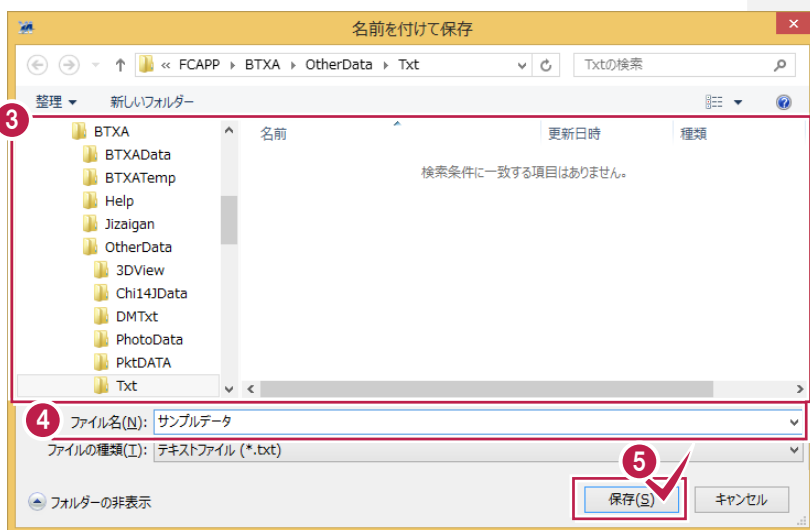 名前を付けて保存
« FCAPP ▸ BTXA ▸ OtherData ▸ Txt
Txtの検索
整理 ▼ 新しいフォルダー
3
BTXA
BTXAData
BTXATemp
Help
Jizaigan
OtherData
3DView
Chi14JData
DMTxt
PhotoData
PktDATA
Txt
名前 更新日時 種類
検索条件に一致する項目はありません。
4
ファイル名(N): サンプルデータ
ファイルの種類(T): テキストファイル (*.txt)
5
フォルダーの非表示
保存(S) キャンセル